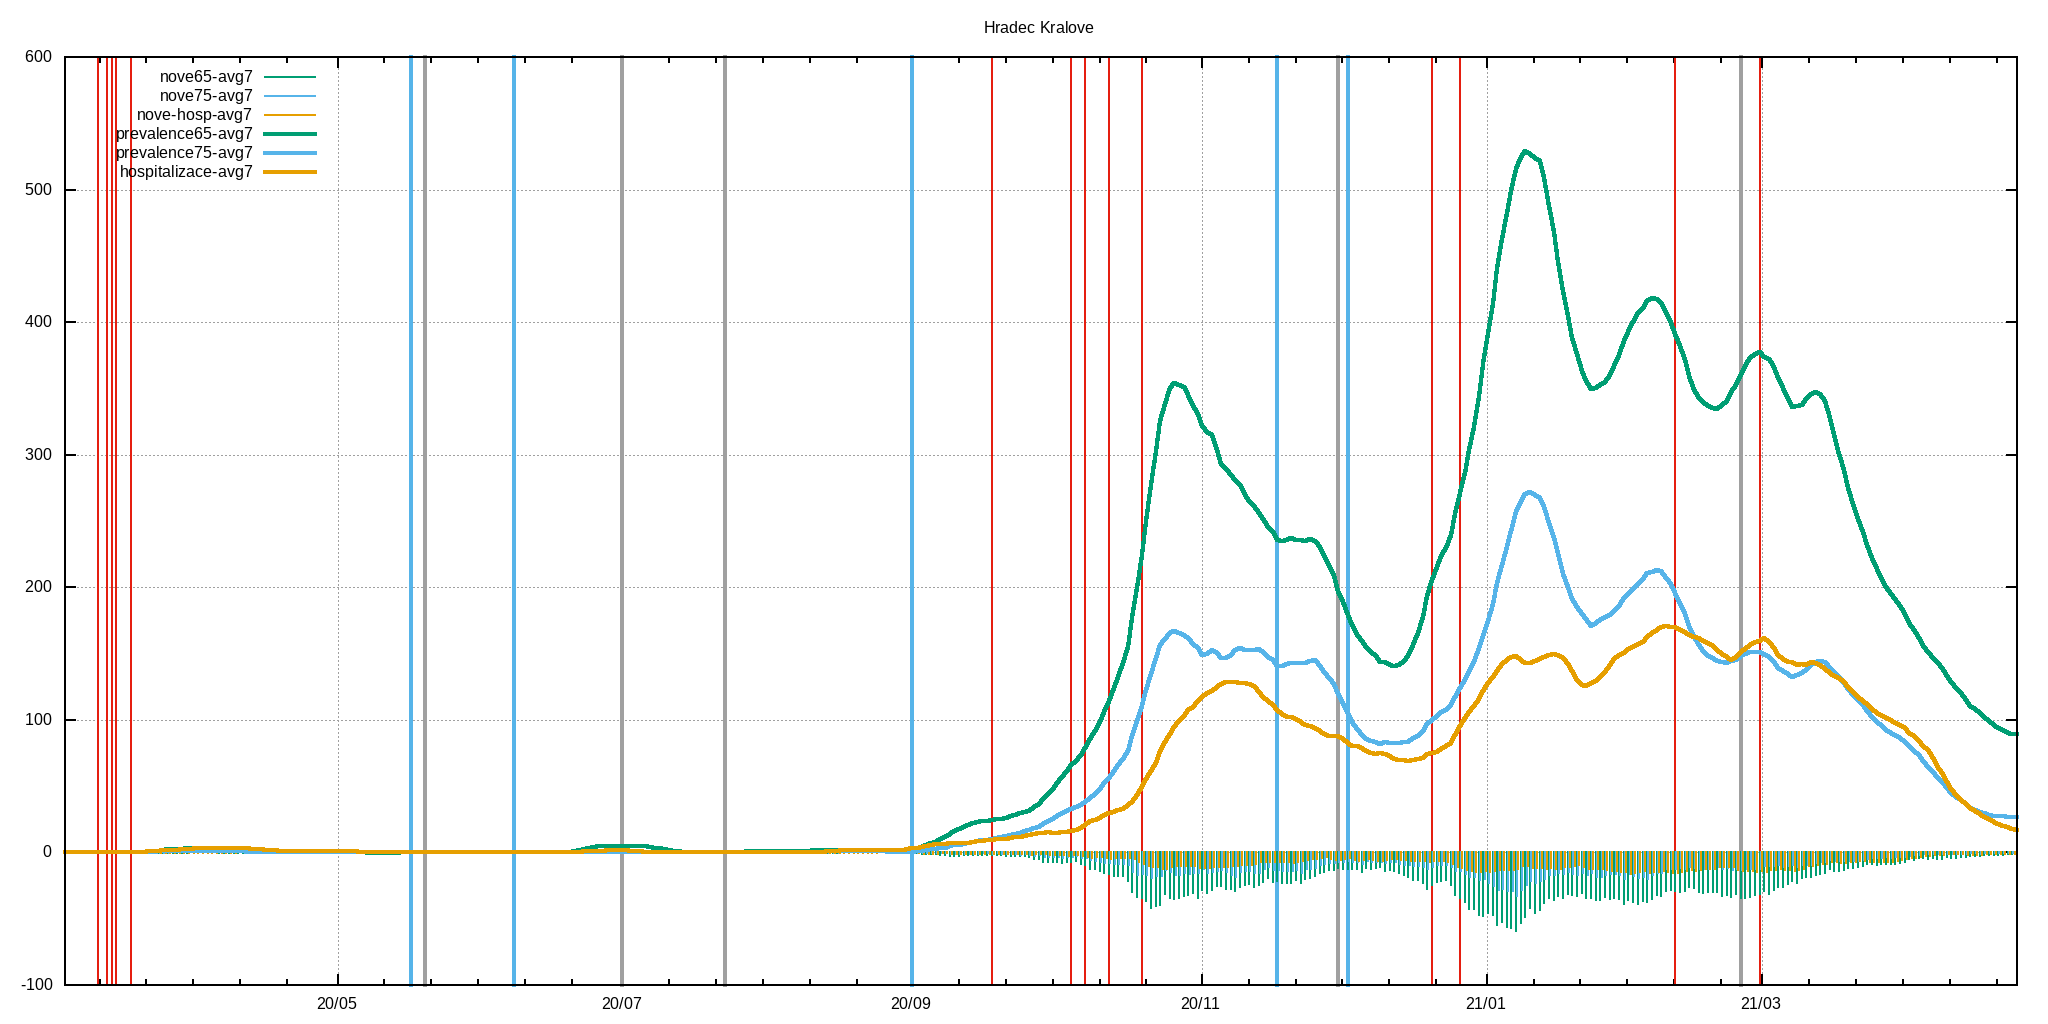 Hradec Kralove
600
500
400
300
200
100
0
-100
nove65-avg7
nove75-avg7
nove-hosp-avg7
prevalence65-avg7
prevalence75-avg7
hospitalizace-avg7
20/05
20/07
20/09
20/11
21/01
21/03